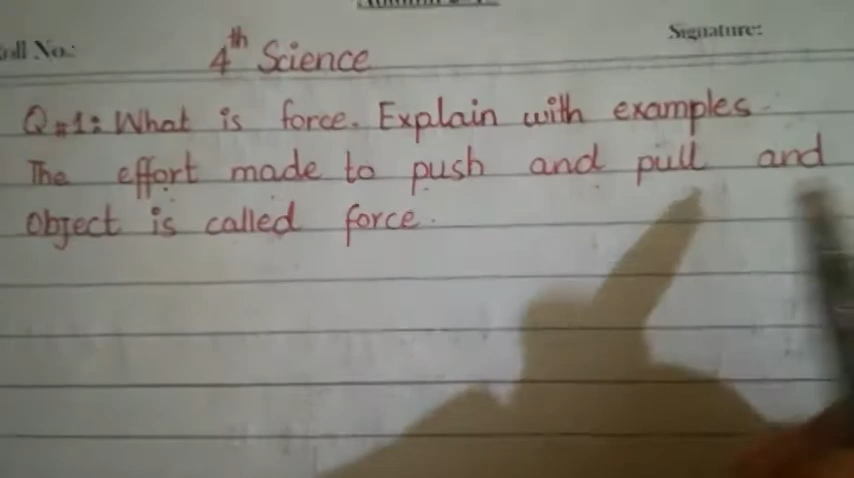 oll No.:
Signature:
4th Science
Q#1: What is force. Explain with examples.
The effort made to push and pull and
Object is called force.